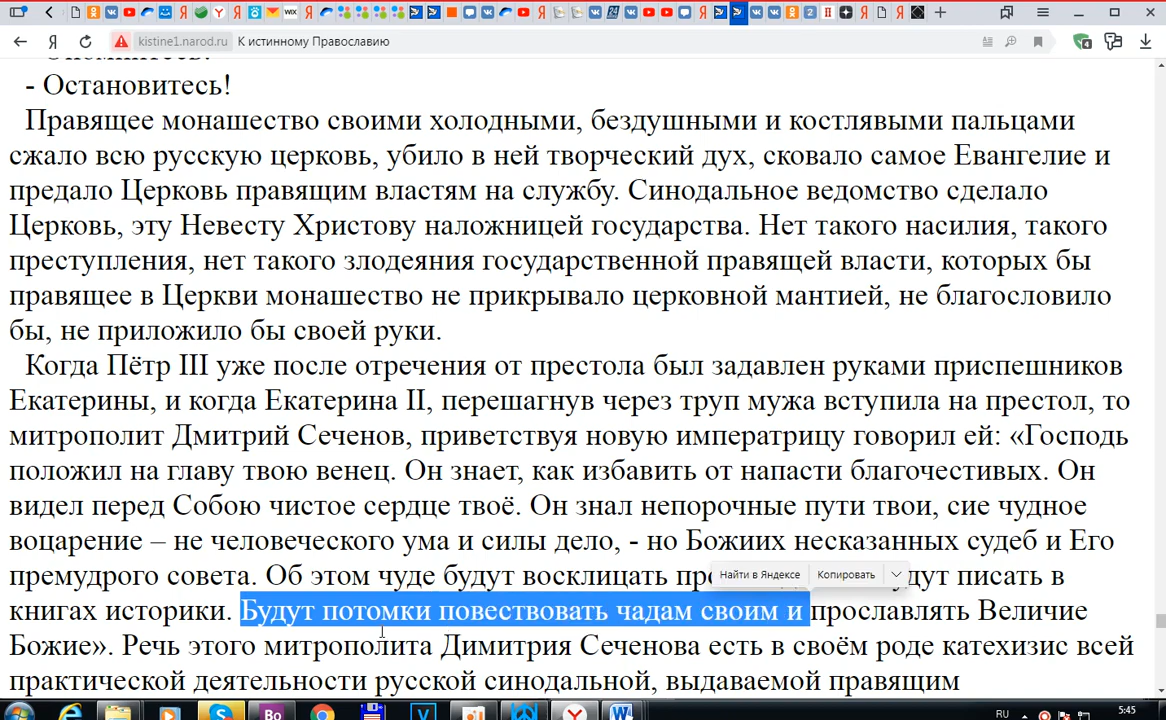 kistine1.narod.ru К истинному Православию
- Остановитесь!
Правящее монашество своими холодными, бездушными и костлявыми пальцами
сжало всю русскую церковь, убило в ней творческий дух, сковало самое Евангелие и
предало Церковь правящим властям на службу. Синодальное ведомство сделало
Церковь, эту Невесту Христову наложницей государства. Нет такого насилия, такого
преступления, нет такого злодеяния государственной правящей власти, которых бы
правящее в Церкви монашество не прикрывало церковной мантией, не благословило
бы, не приложило бы своей руки.
Когда Пётр III уже после отречения от престола был задавлен руками приспешников
Екатерины, и когда Екатерина II, перешагнув через труп мужа вступила на престол, то
митрополит Дмитрий Сеченов, приветствуя новую императрицу говорил ей: «Господь
положил на главу твою венец. Он знает, как избавить от напасти благочестивых. Он
видел перед Собою чистое сердце твоё. Он знал непорочные пути твои, сие чудное
воцарение – не человеческого ума и силы дело, - но Божиих несказанных судеб и Его
премудрого совета. Об этом чуде будут восклицать
Найти в Яндексе Копировать
писать в
книгах историки. Будут потомки повествовать чадам своим и прославлять Величие
Божие». Речь этого митрополита Димитрия Сеченова есть в своём роде катехизис всей
практической деятельности русской синодальной, выдаваемой правящим
RU 5:45